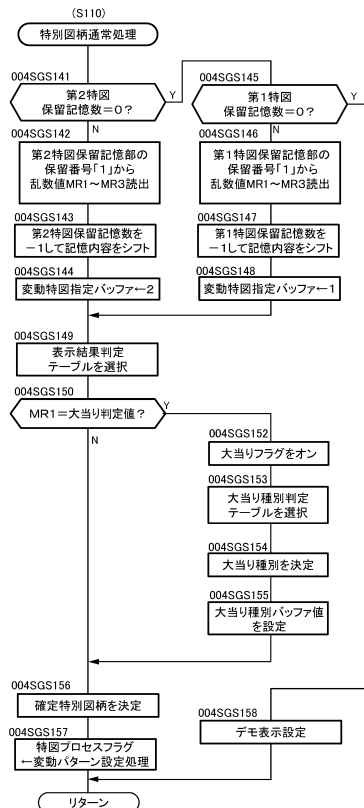 (S110)
特別図柄通常処理
004SGS141
第2特図
保留記憶数=0?
Y
N
004SGS142
第2特図保留記憶部の
保留番号「1」から
乱数値MR1~MR3読出
004SGS143
第2特図保留記憶数を
-1して記憶内容をシフト
004SGS144
変動特図指定バッファ←2
004SGS145
第1特図
保留記憶数=0?
Y
N
004SGS146
第1特図保留記憶部の
保留番号「1」から
乱数値MR1~MR3読出
004SGS147
第1特図保留記憶数を
-1して記憶内容をシフト
004SGS148
変動特図指定バッファ←1
004SGS149
表示結果判定
テーブルを選択
004SGS150
MR1=大当り判定値?
Y
N
004SGS152
大当りフラグをオン
004SGS153
大当り種別判定
テーブルを選択
004SGS154
大当り種別を決定
004SGS155
大当り種別バッファ値
を設定
004SGS156
確定特別図柄を決定
004SGS157
特図プロセスフラグ
←変動パターン設定処理
004SGS158
デモ表示設定
リターン